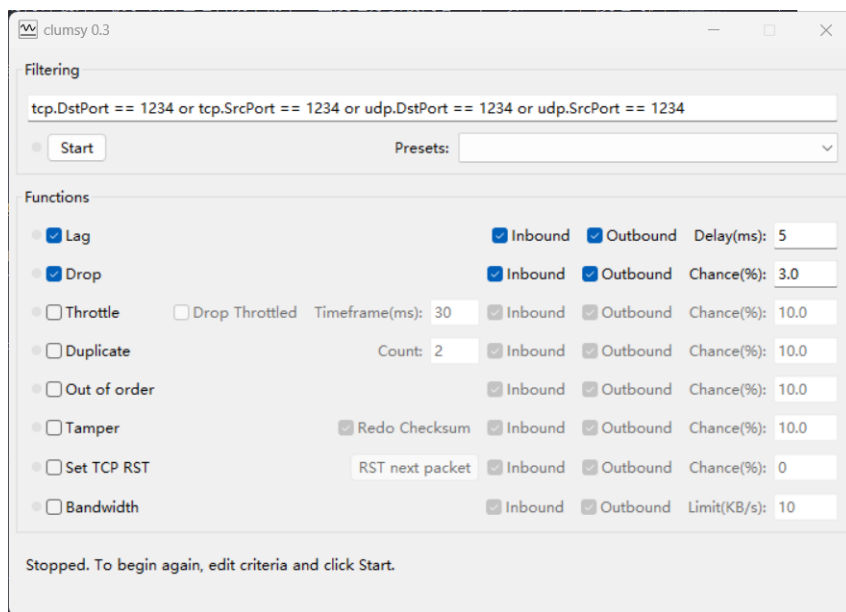 clumsy 0.3
Filtering
tcp.DstPort == 1234 or tcp.SrcPort == 1234 or udp.DstPort == 1234 or udp.SrcPort == 1234
Start Presets:
Functions
Lag Inbound Outbound Delay(ms): 5
Drop Inbound Outbound Chance(%): 3.0
Throttle Drop Throttled Timeframe(ms): 30 Inbound Outbound Chance(%): 10.0
Duplicate Count: 2 Inbound Outbound Chance(%): 10.0
Out of order Inbound Outbound Chance(%): 10.0
Tamper Redo Checksum Inbound Outbound Chance(%): 10.0
Set TCP RST RST next packet Inbound Outbound Chance(%): 0
Bandwidth Inbound Outbound Limit(KB/s): 10
Stopped. To begin again, edit criteria and click Start.